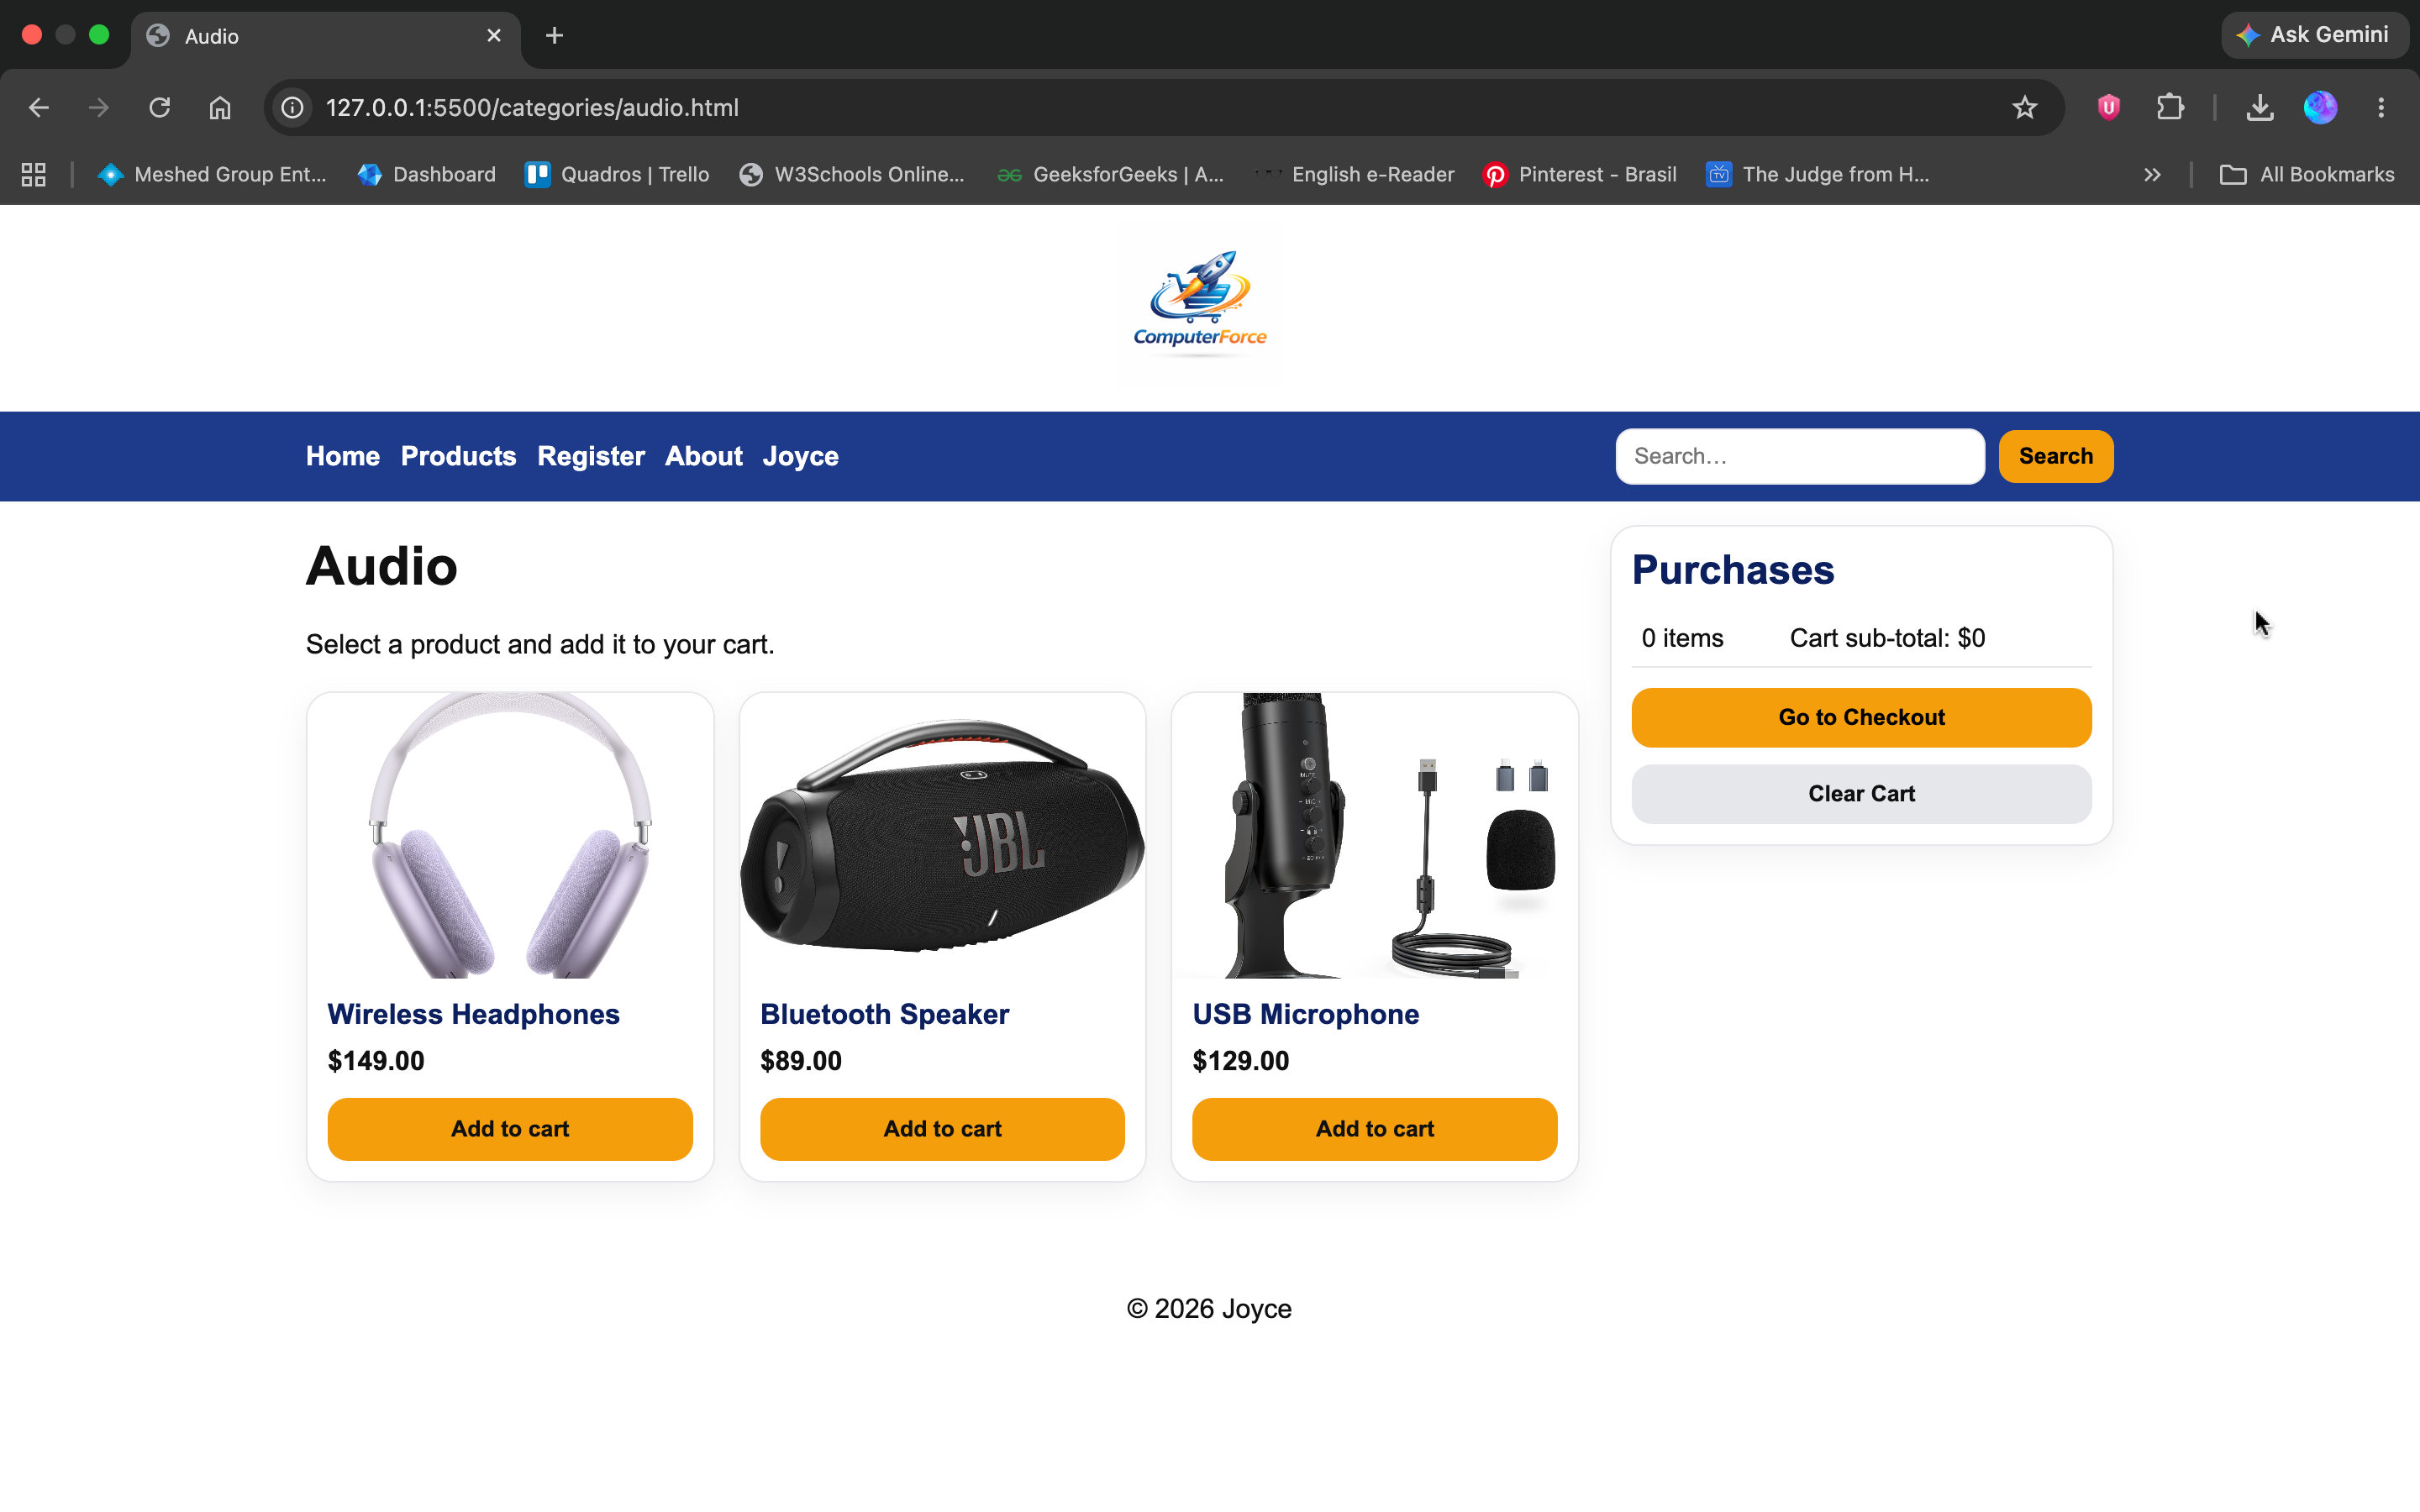 Audio
Ask Gemini
127.0.0.1:5500/categories/audio.html
Meshed Group Ent...
Dashboard
Quadros | Trello
W3Schools Online...
GeeksforGeeks | A...
English e-Reader
Pinterest - Brasil
The Judge from H...
All Bookmarks
ComputerForce
Home Products Register About Joyce
Search...
Search
Audio
Select a product and add it to your cart.
Purchases
0 items Cart sub-total: $0
Go to Checkout
Clear Cart
JBL
Wireless Headphones
$149.00
Add to cart
Bluetooth Speaker
$89.00
Add to cart
USB Microphone
$129.00
Add to cart
© 2026 Joyce